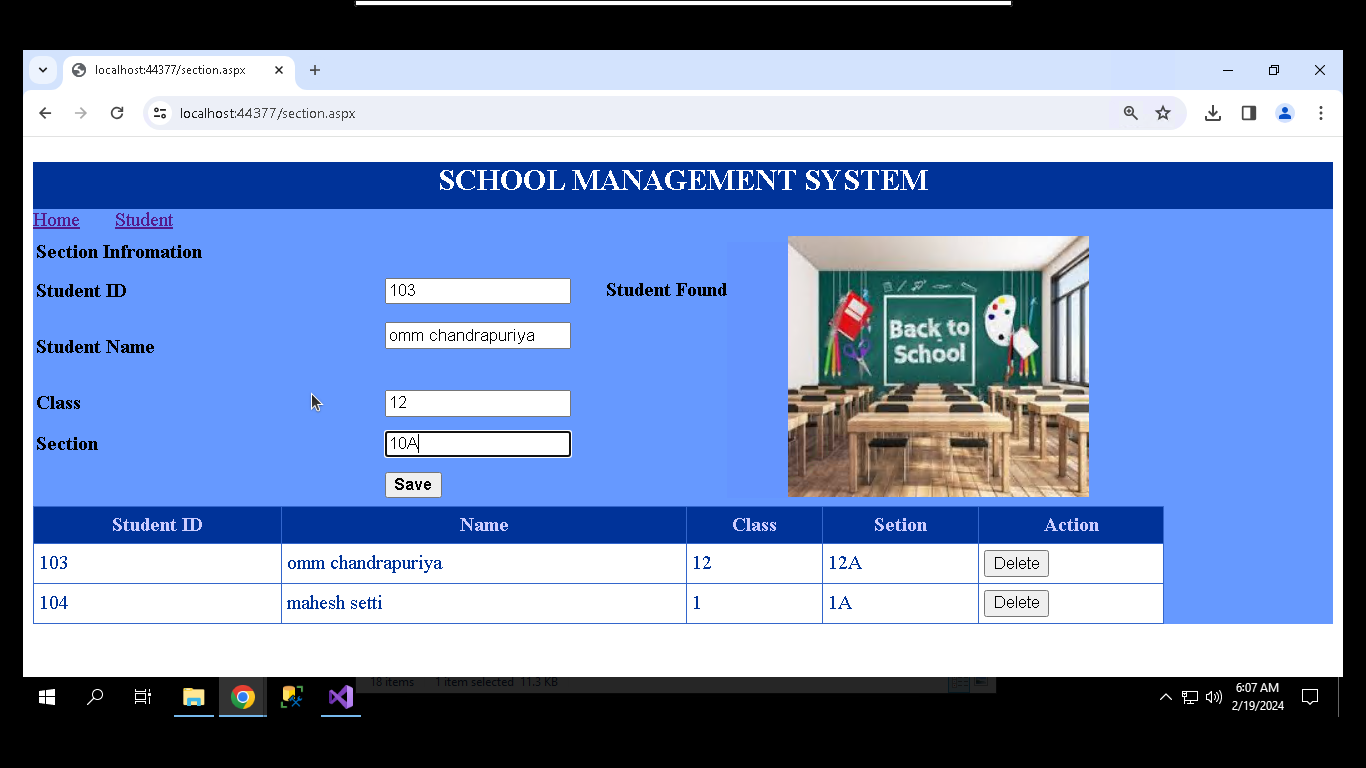 localhost:44377/section.aspx
localhost:44377/section.aspx
SCHOOL MANAGEMENT SYSTEM
Home Student
Section Infromation
Student ID 103 Student Found
Student Name omm chandrapuriya
Class 12
Section 10A
Save
Back to
School
Student ID Name Class Setion Action
103 omm chandrapuriya 12 12A Delete
104 mahesh setti 1 1A Delete
18 items 1 item selected 11.3 KB
6:07 AM
2/19/2024